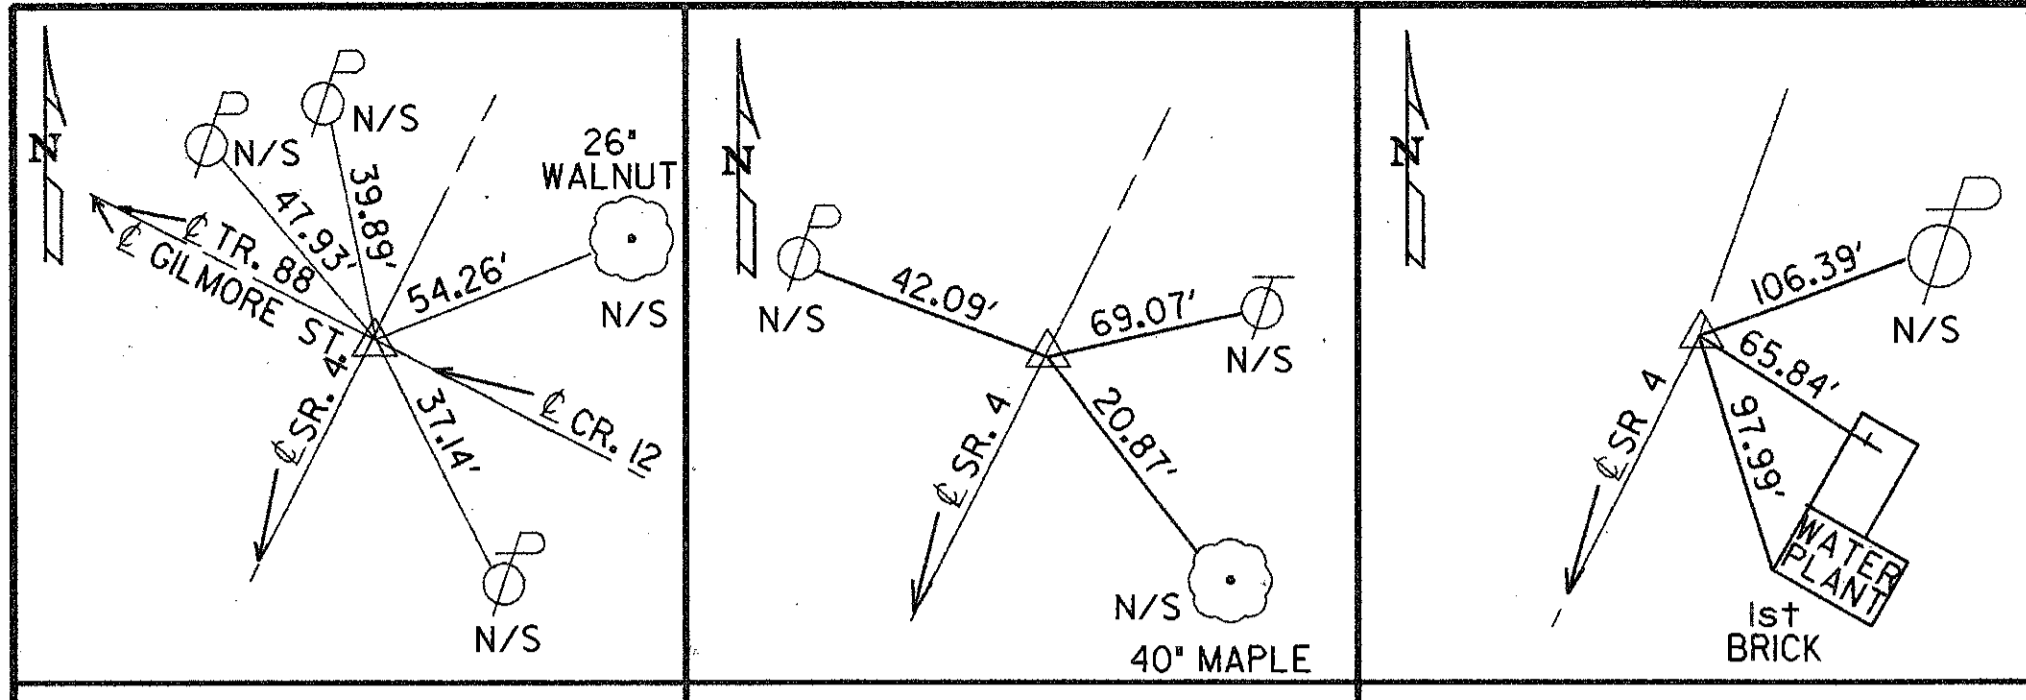 N
N/S
N/S
26"
WALNUT
N/S
47.93'
39.89'
54.26'
℄ TR. 88
℄ GILMORE ST.
℄ SR. 4
37.14'
℄ CR. 12
N/S
N
N/S
42.09'
69.07'
N/S
℄ SR. 4
20.87'
N/S
40" MAPLE
N
106.39'
N/S
65.84'
97.99'
℄ SR 4
WATER
PLANT
1st
BRICK